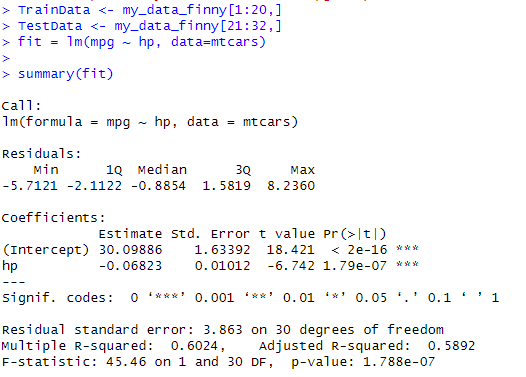 > TrainData <- my_data_finny[1:20,]
> TestData <- my_data_finny[21:32,]
> fit = lm(mpg ~ hp, data=mtcars)
>
> summary(fit)
Call:
lm(formula = mpg ~ hp, data = mtcars)
Residuals:
    Min      1Q  Median      3Q     Max
-5.7121 -2.1122 -0.8854  1.5819  8.2360
Coefficients:
            Estimate Std. Error t value Pr(>|t|)
(Intercept) 30.09886    1.63392  18.421  < 2e-16 ***
hp          -0.06823    0.01012  -6.742 1.79e-07 ***
---
Signif. codes:  0 ‘***’ 0.001 ‘**’ 0.01 ‘*’ 0.05 ‘.’ 0.1 ‘ ’ 1
Residual standard error: 3.863 on 30 degrees of freedom
Multiple R-squared:  0.6024,    Adjusted R-squared:  0.5892
F-statistic: 45.46 on 1 and 30 DF,  p-value: 1.788e-07